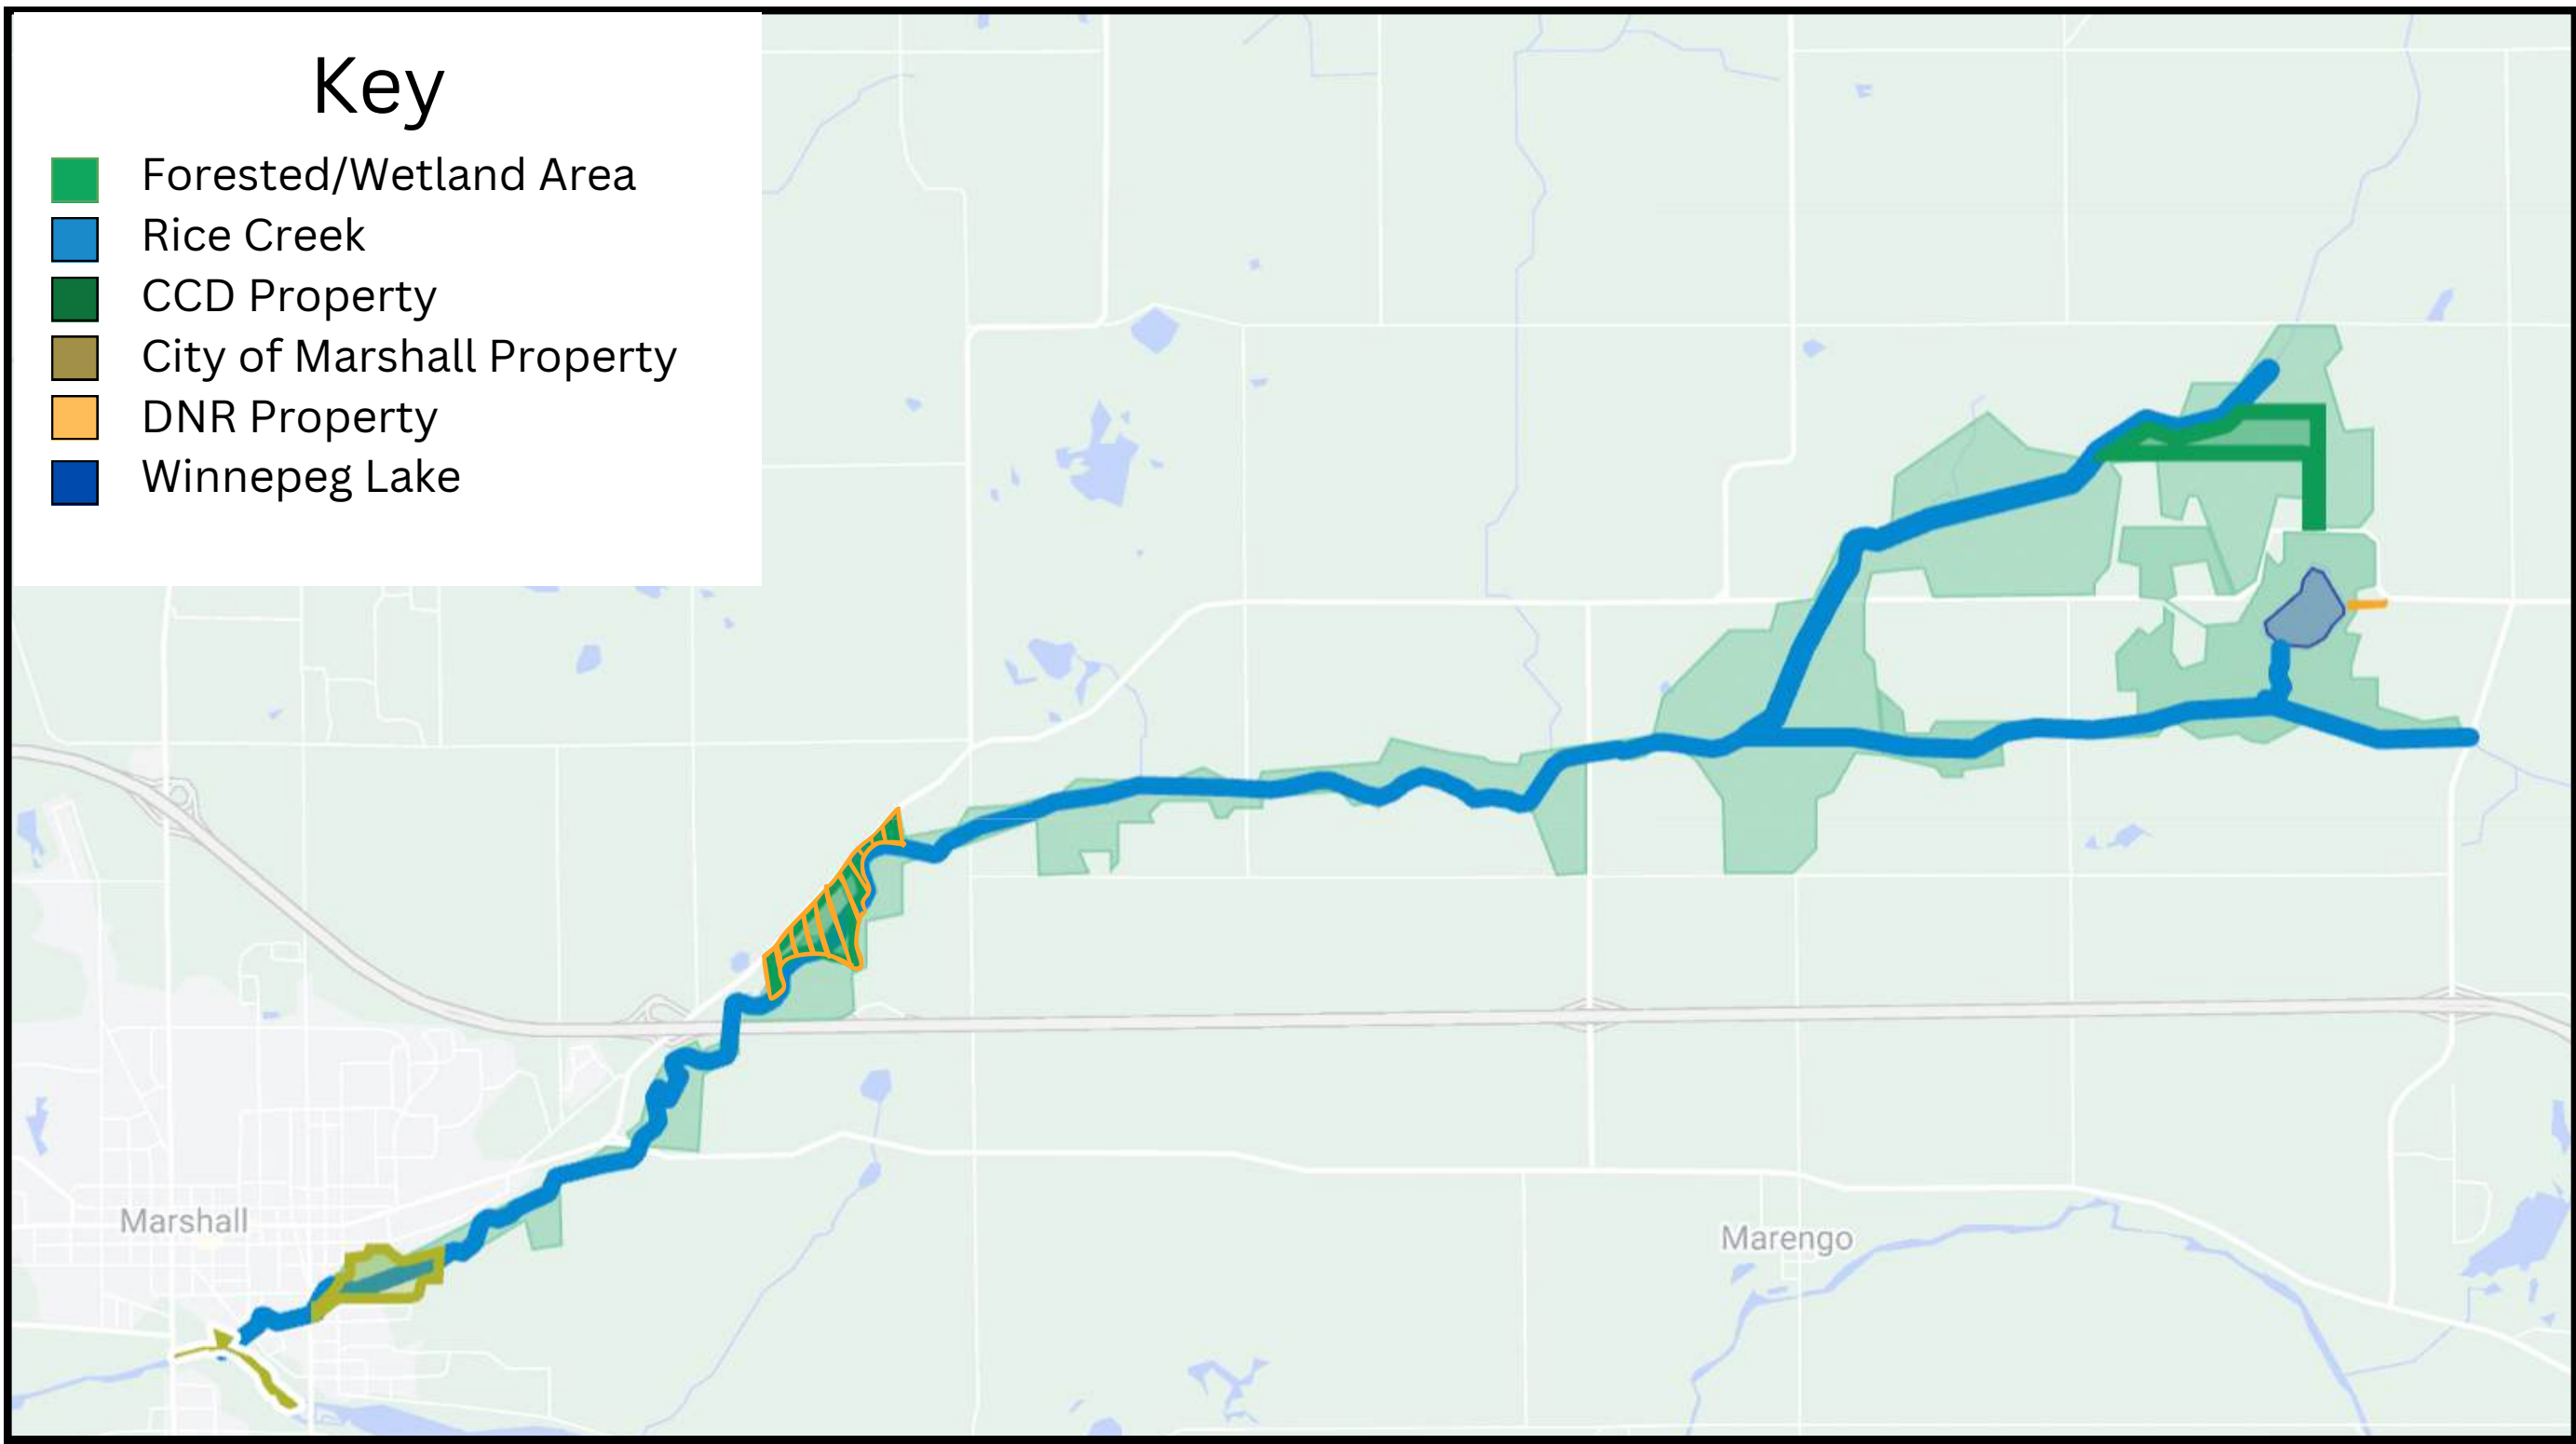 Key
Forested/Wetland Area
Rice Creek
CCD Property
City of Marshall Property
DNR Property
Winnepeg Lake
Marshall
Marengo